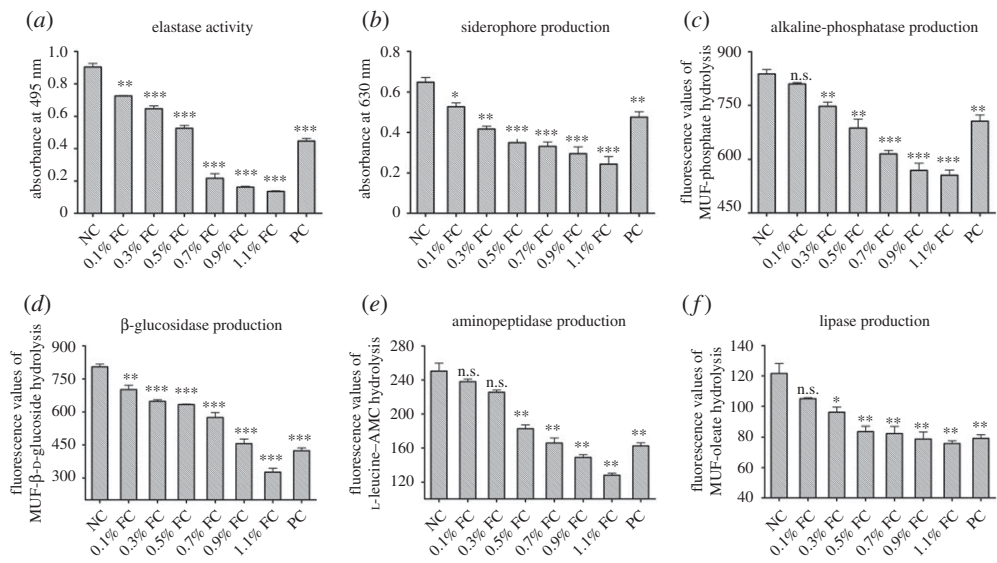 (a) elastase activity
absorbance at 495 nm
1.0
0.8
0.6
0.4
0.2
0
** *** *** *** *** *** ***
NC 0.1% FC 0.3% FC 0.5% FC 0.7% FC 0.9% FC 1.1% FC PC
(b) siderophore production
absorbance at 630 nm
0.8
0.6
0.4
0.2
0
* ** *** *** *** *** **
NC 0.1% FC 0.3% FC 0.5% FC 0.7% FC 0.9% FC 1.1% FC PC
(c) alkaline-phosphatase production
fluorescence values of
MUF-phosphate hydrolysis
900
750
600
450
n.s. ** ** *** *** *** **
NC 0.1% FC 0.3% FC 0.5% FC 0.7% FC 0.9% FC 1.1% FC PC
(d) β-glucosidase production
fluorescence values of
MUF-β-D-glucoside hydrolysis
900
750
600
450
300
** *** *** *** *** *** ***
NC 0.1% FC 0.3% FC 0.5% FC 0.7% FC 0.9% FC 1.1% FC PC
(e) aminopeptidase production
fluorescence values of
L-leucine–AMC hydrolysis
280
240
200
160
120
n.s. n.s. ** ** ** ** **
NC 0.1% FC 0.3% FC 0.5% FC 0.7% FC 0.9% FC 1.1% FC PC
(f) lipase production
fluorescence values of
MUF-oleate hydrolysis
140
120
100
80
60
40
n.s. * ** ** ** ** **
NC 0.1% FC 0.3% FC 0.5% FC 0.7% FC 0.9% FC 1.1% FC PC